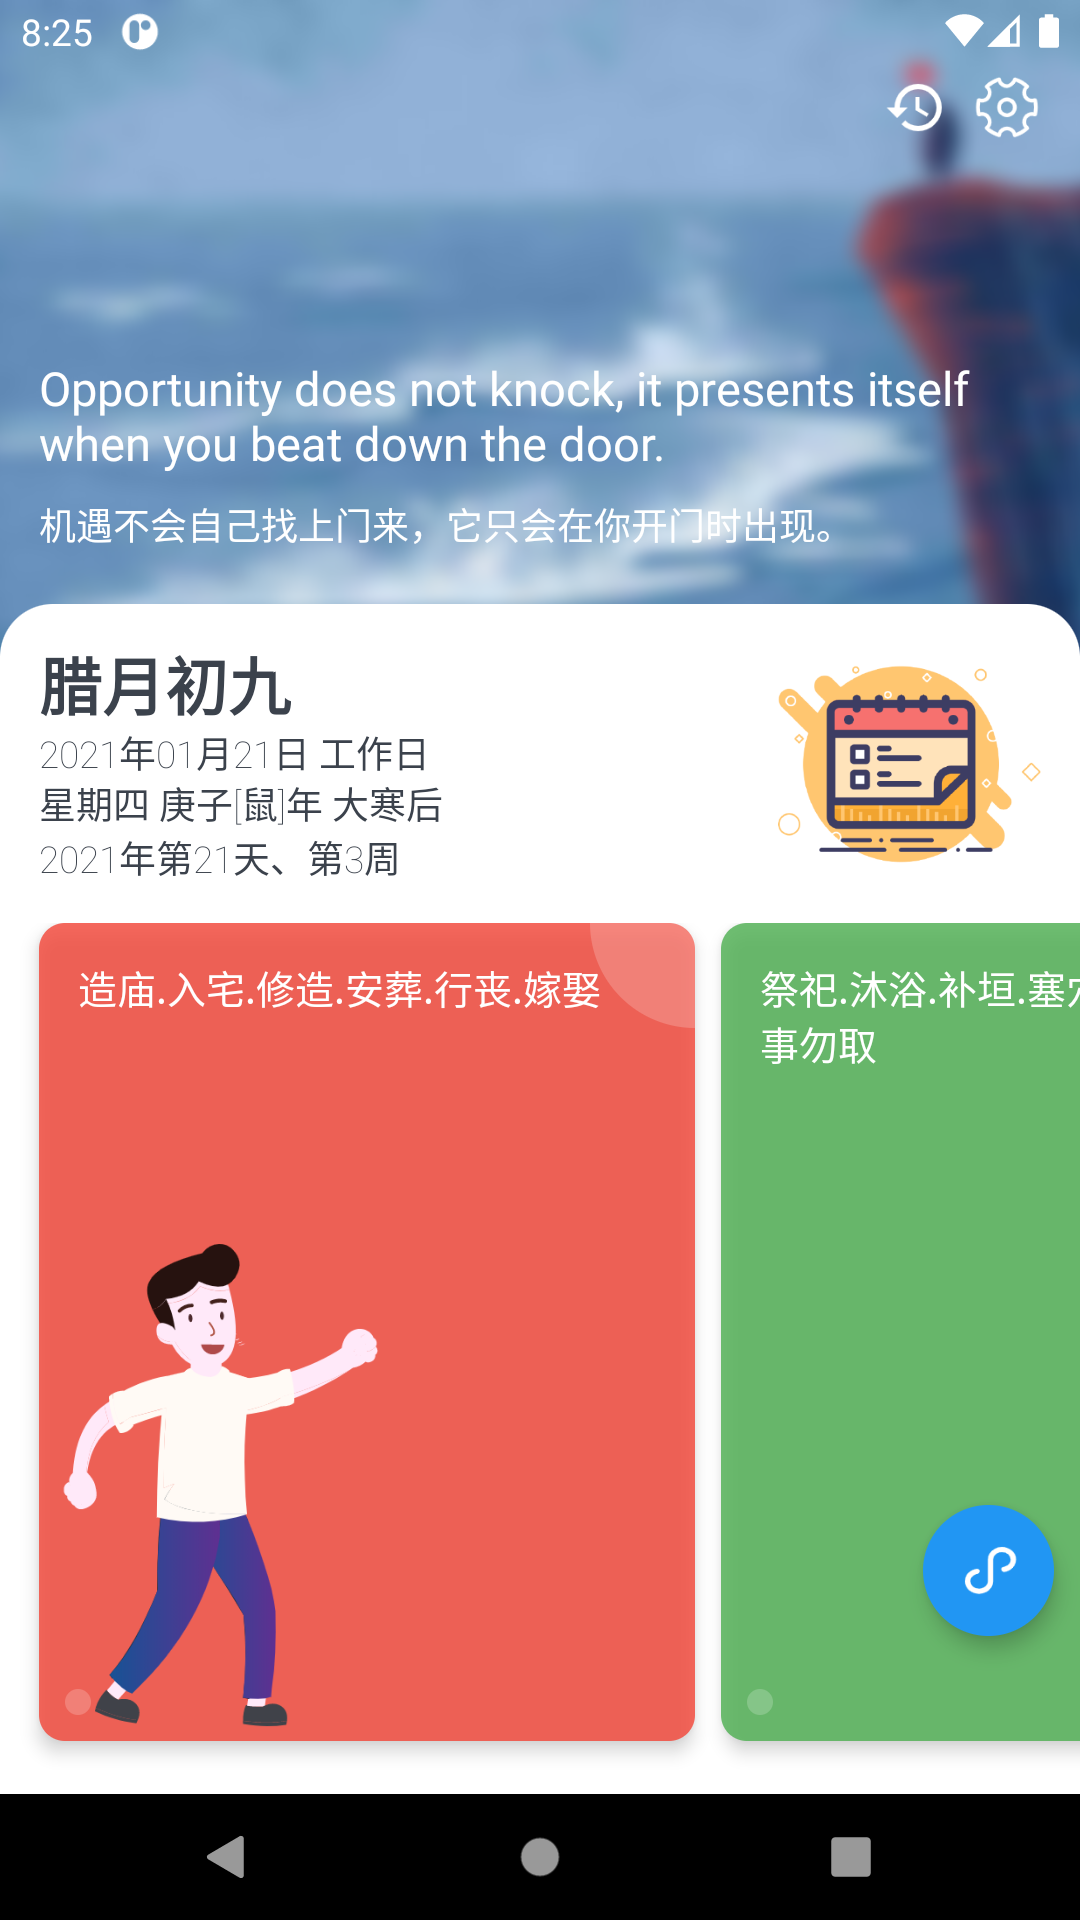 8:25
Opportunity does not knock, it presents itself
when you beat down the door.
机遇不会自己找上门来，它只会在你开门时出现。
腊月初九
2021年01月21日 工作日
星期四 庚子[鼠]年 大寒后
2021年第21天、第3周
造庙.入宅.修造.安葬.行丧.嫁娶
祭祀.沐浴.补垣.塞穴
事勿取